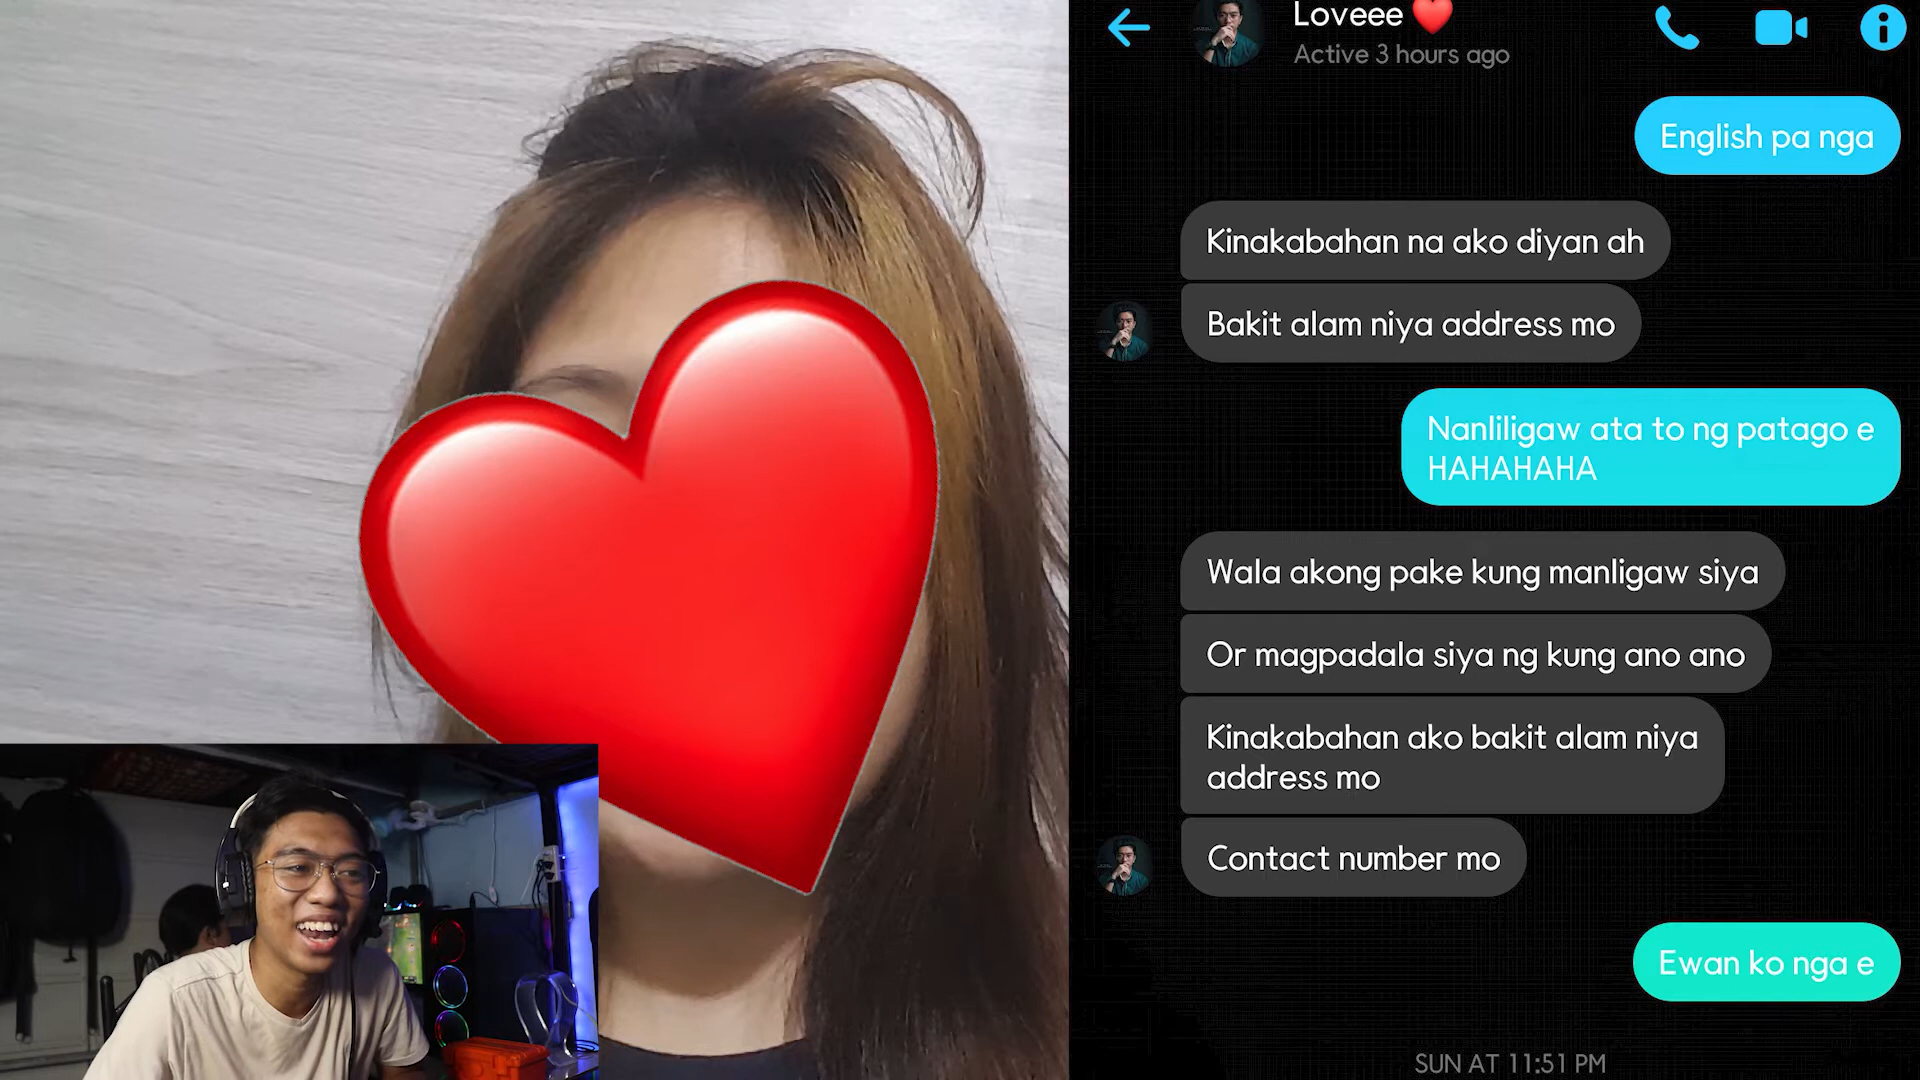 Loveee
Active 3 hours ago
English pa nga
Kinakabahan na ako diyan ah
Bakit alam niya address mo
Nanliligaw ata to ng patago e
HAHAHAHA
Wala akong pake kung manligaw siya
Or magpadala siya ng kung ano ano
Kinakabahan ako bakit alam niya
address mo
Contact number mo
Ewan ko nga e
SUN AT 11:51 PM